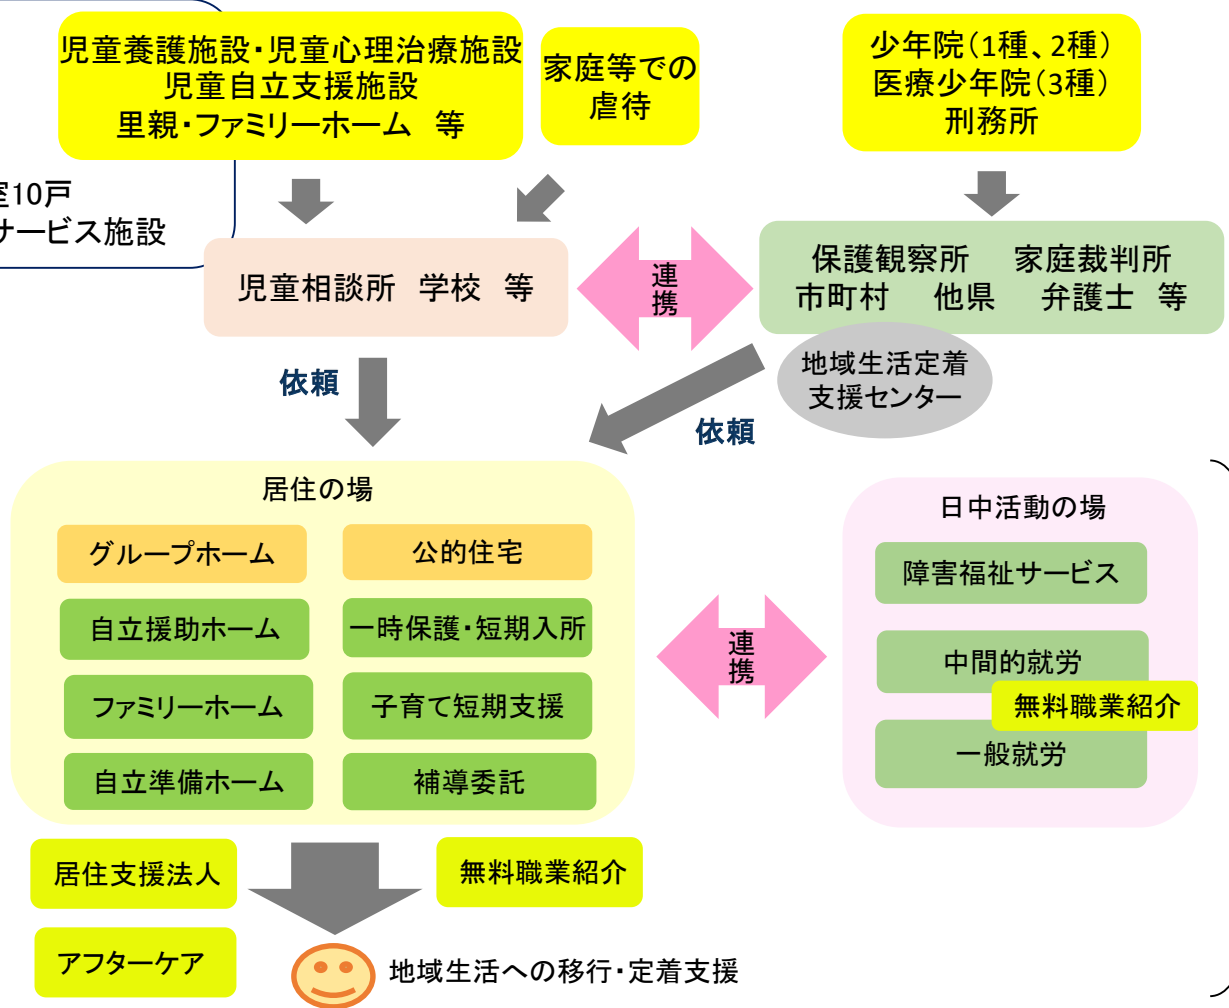 児童養護施設・児童心理治療施設
児童自立支援施設
里親・ファミリーホーム 等
家庭等での
虐待
少年院(1種、2種)
医療少年院(3種)
刑務所
室10戸
サービス施設
児童相談所 学校 等
連携
保護観察所 家庭裁判所
市町村 他県 弁護士 等
地域生活定着
支援センター
依頼
依頼
居住の場
グループホーム
公的住宅
自立援助ホーム
一時保護・短期入所
ファミリーホーム
子育て短期支援
自立準備ホーム
補導委託
連携
日中活動の場
障害福祉サービス
中間的就労
無料職業紹介
一般就労
居住支援法人
無料職業紹介
アフターケア
地域生活への移行・定着支援